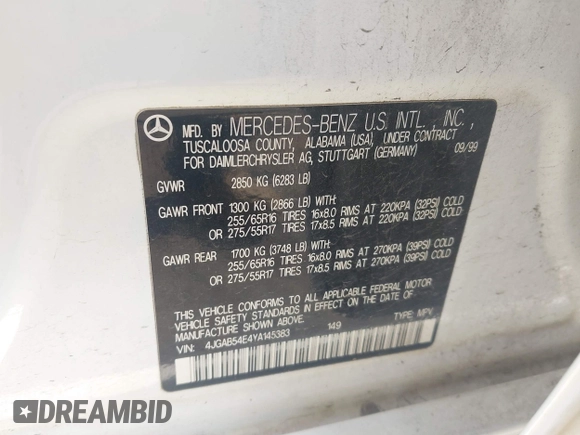 MFD. BY MERCEDES-BENZ U.S. INTL., INC.,
TUSCALOOSA COUNTY, ALABAMA (USA), UNDER CONTRACT
FOR DAIMLERCHRYSLER AG, STUTTGART (GERMANY) 09/99
GVWR 2850 KG (6283 LB)
GAWR FRONT 1300 KG (2866 LB) WITH:
255/65R16 TIRES 16x8.0 RIMS AT 220KPA (32PSI) COLD
OR 275/55R17 TIRES 17x8.5 RIMS AT 220KPA (32PSI) COLD
GAWR REAR 1700 KG (3748 LB) WITH:
255/65R16 TIRES 16x8.0 RIMS AT 270KPA (39PSI) COLD
OR 275/55R17 TIRES 17x8.5 RIMS AT 270KPA (39PSI) COLD
THIS VEHICLE CONFORMS TO ALL APPLICABLE FEDERAL MOTOR
VEHICLE SAFETY STANDARDS IN EFFECT ON THE DATE OF
MANUFACTURE SHOWN ABOVE.
VIN: 4JGAB54E4YA145383 149 TYPE: MPV
DREAMBID